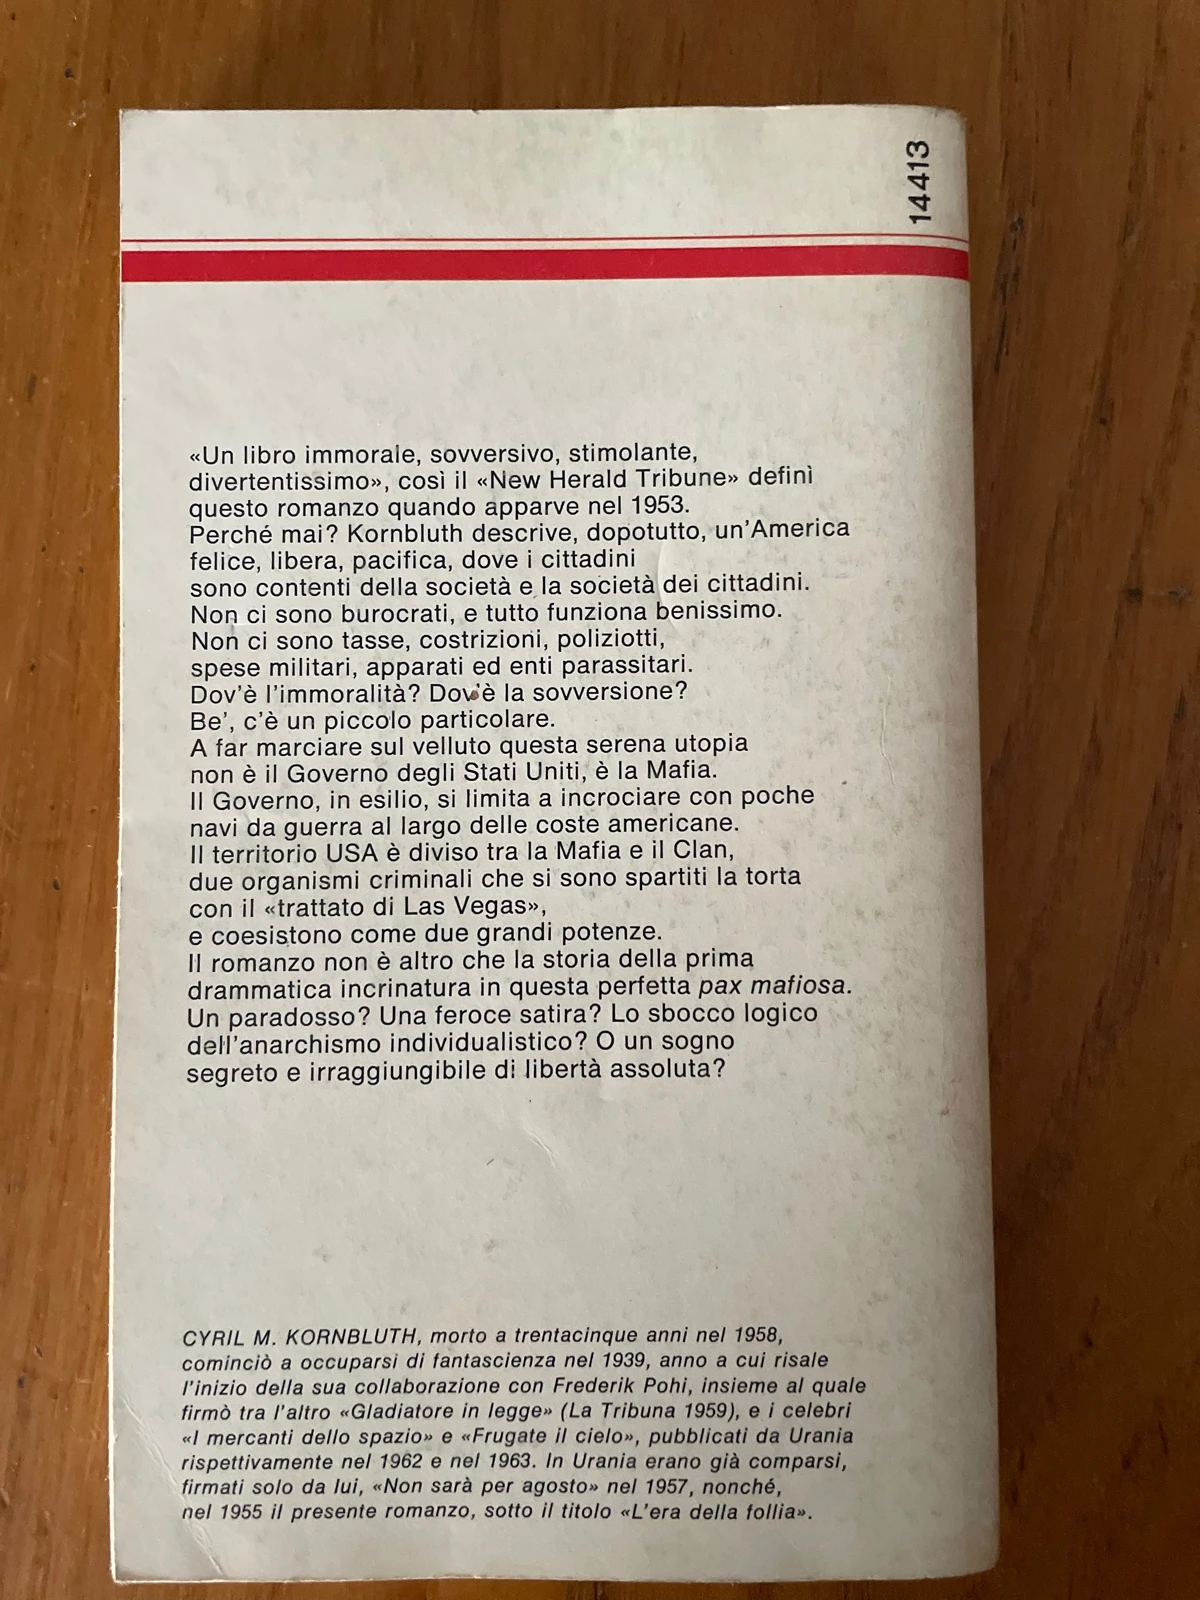 14413
«Un libro immorale, sovversivo, stimolante,
divertentissimo», così il «New Herald Tribune» definì
questo romanzo quando apparve nel 1953.
Perché mai? Kornbluth descrive, dopotutto, un'America
felice, libera, pacifica, dove i cittadini
sono contenti della società e la società dei cittadini.
Non ci sono burocrati, e tutto funziona benissimo.
Non ci sono tasse, costrizioni, poliziotti,
spese militari, apparati ed enti parassitari.
Dov'è l'immoralità? Dov'è la sovversione?
Be', c'è un piccolo particolare.
A far marciare sul velluto questa serena utopia
non è il Governo degli Stati Uniti, è la Mafia.
Il Governo, in esilio, si limita a incrociare con poche
navi da guerra al largo delle coste americane.
Il territorio USA è diviso tra la Mafia e il Clan,
due organismi criminali che si sono spartiti la torta
con il «trattato di Las Vegas»,
e coesistono come due grandi potenze.
Il romanzo non è altro che la storia della prima
drammatica incrinatura in questa perfetta pax mafiosa.
Un paradosso? Una feroce satira? Lo sbocco logico
dell'anarchismo individualistico? O un sogno
segreto e irraggiungibile di libertà assoluta?
CYRIL M. KORNBLUTH, morto a trentacinque anni nel 1958,
cominciò a occuparsi di fantascienza nel 1939, anno a cui risale
l'inizio della sua collaborazione con Frederik Pohi, insieme al quale
firmò tra l'altro «Gladiatore in legge» (La Tribuna 1959), e i celebri
«I mercanti dello spazio» e «Frugate il cielo», pubblicati da Urania
rispettivamente nel 1962 e nel 1963. In Urania erano già comparsi,
firmati solo da lui, «Non sarà per agosto» nel 1957, nonché,
nel 1955 il presente romanzo, sotto il titolo «L'era della follia».